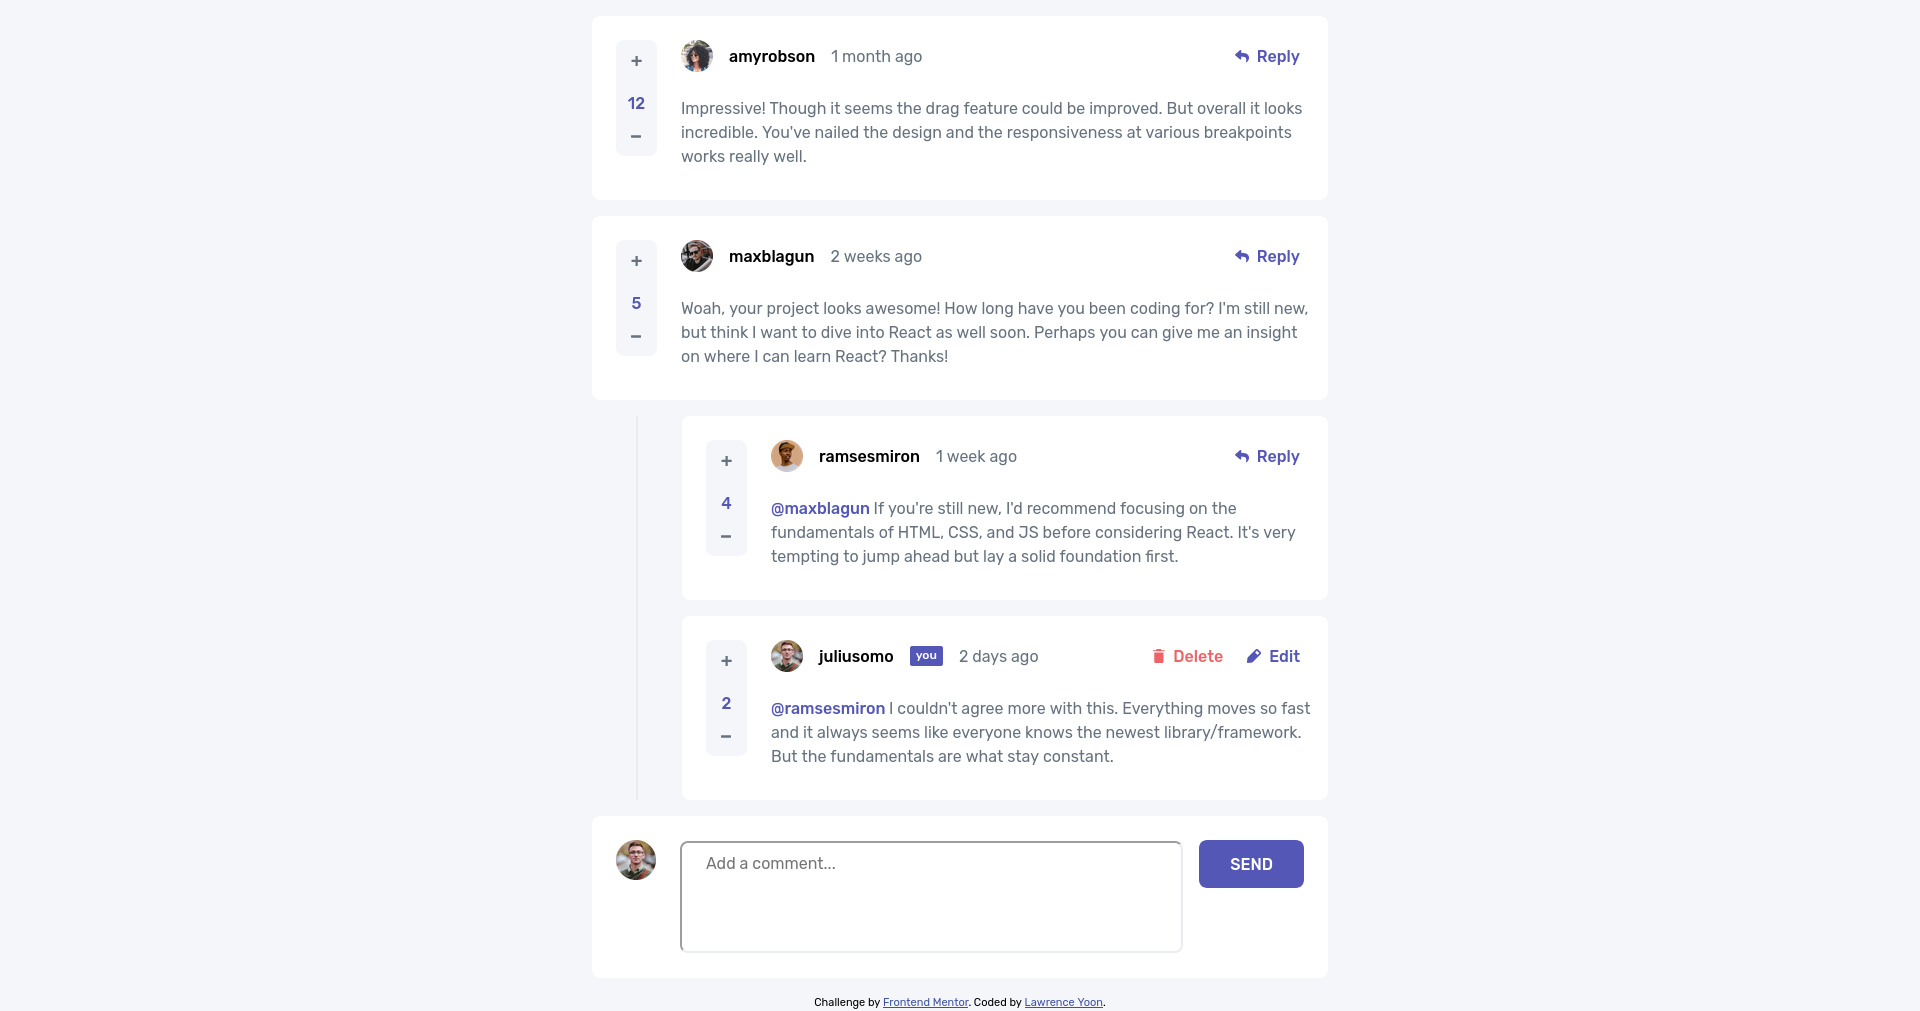 +
12
−
amyrobson 1 month ago Reply
Impressive! Though it seems the drag feature could be improved. But overall it looks
incredible. You've nailed the design and the responsiveness at various breakpoints
works really well.
+
5
−
maxblagun 2 weeks ago Reply
Woah, your project looks awesome! How long have you been coding for? I'm still new,
but think I want to dive into React as well soon. Perhaps you can give me an insight
on where I can learn React? Thanks!
+
4
−
ramsesmiron 1 week ago Reply
@maxblagun If you're still new, I'd recommend focusing on the
fundamentals of HTML, CSS, and JS before considering React. It's very
tempting to jump ahead but lay a solid foundation first.
+
2
−
juliusomo you 2 days ago Delete Edit
@ramsesmiron I couldn't agree more with this. Everything moves so fast
and it always seems like everyone knows the newest library/framework.
But the fundamentals are what stay constant.
Add a comment...
SEND
Challenge by Frontend Mentor. Coded by Lawrence Yoon.